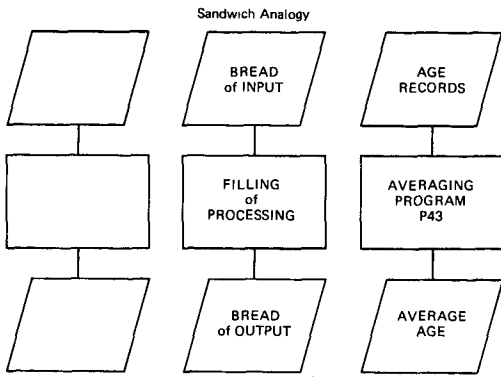 Sandwich Analogy
BREAD
of INPUT
AGE
RECORDS
FILLING
of
PROCESSING
AVERAGING
PROGRAM
P43
BREAD
of OUTPUT
AVERAGE
AGE